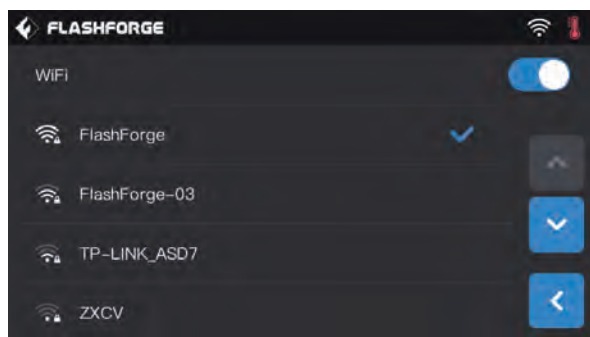 FLASHFORGE
WiFi
FlashForge
FlashForge-03
TP-LINK_ASD7
ZXCV